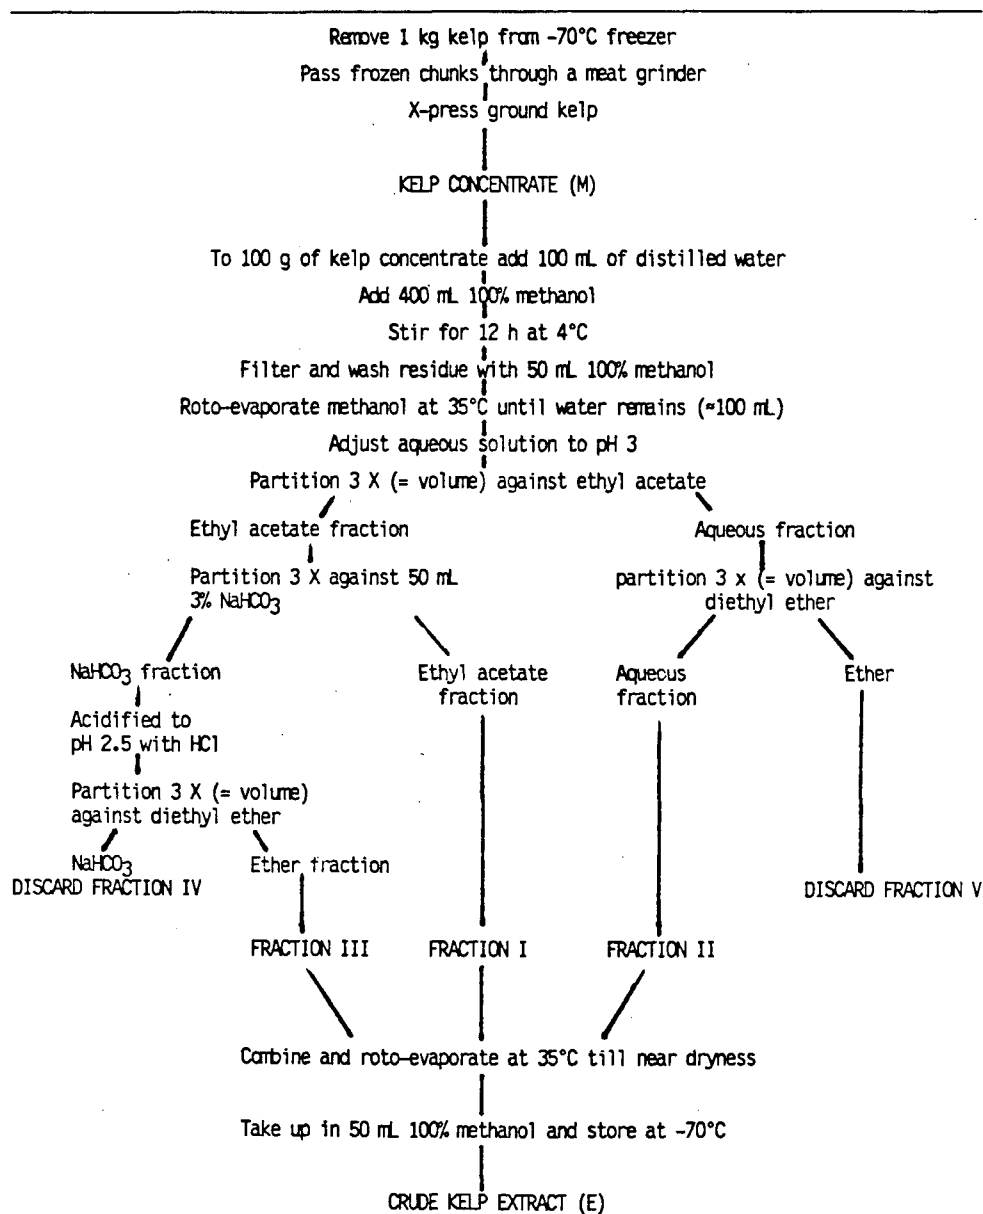 Remove 1 kg kelp from -70°C freezer
Pass frozen chunks through a meat grinder
X-press ground kelp
KELP CONCENTRATE (M)
To 100 g of kelp concentrate add 100 mL of distilled water
Add 400 mL 100% methanol
Stir for 12 h at 4°C
Filter and wash residue with 50 mL 100% methanol
Roto-evaporate methanol at 35°C until water remains (≈100 mL)
Adjust aqueous solution to pH 3
Partition 3 X (= volume) against ethyl acetate
Ethyl acetate fraction
Partition 3 X against 50 mL
3% NaHCO₃
Aqueous fraction
partition 3 x (= volume) against
diethyl ether
NaHCO₃ fraction
Acidified to
pH 2.5 with HCl
Partition 3 X (= volume)
against diethyl ether
NaHCO₃
DISCARD FRACTION IV
Ether fraction
Ethyl acetate
fraction
Aqueous
fraction
Ether
DISCARD FRACTION V
FRACTION III
FRACTION I
FRACTION II
Combine and roto-evaporate at 35°C till near dryness
Take up in 50 mL 100% methanol and store at -70°C
CRUDE KELP EXTRACT (E)